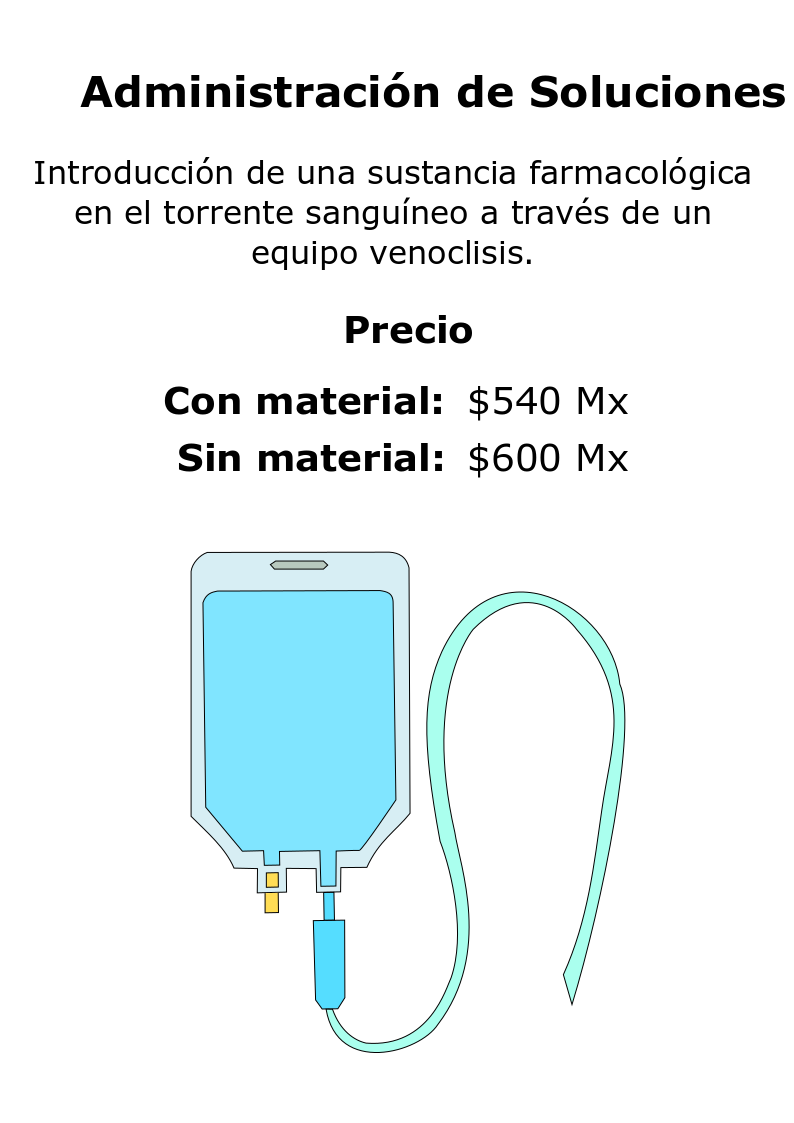 Administración de Soluciones
Introducción de una sustancia farmacológica
en el torrente sanguíneo a través de un
equipo venoclisis.
Precio
Con material: $540 Mx
Sin material: $600 Mx